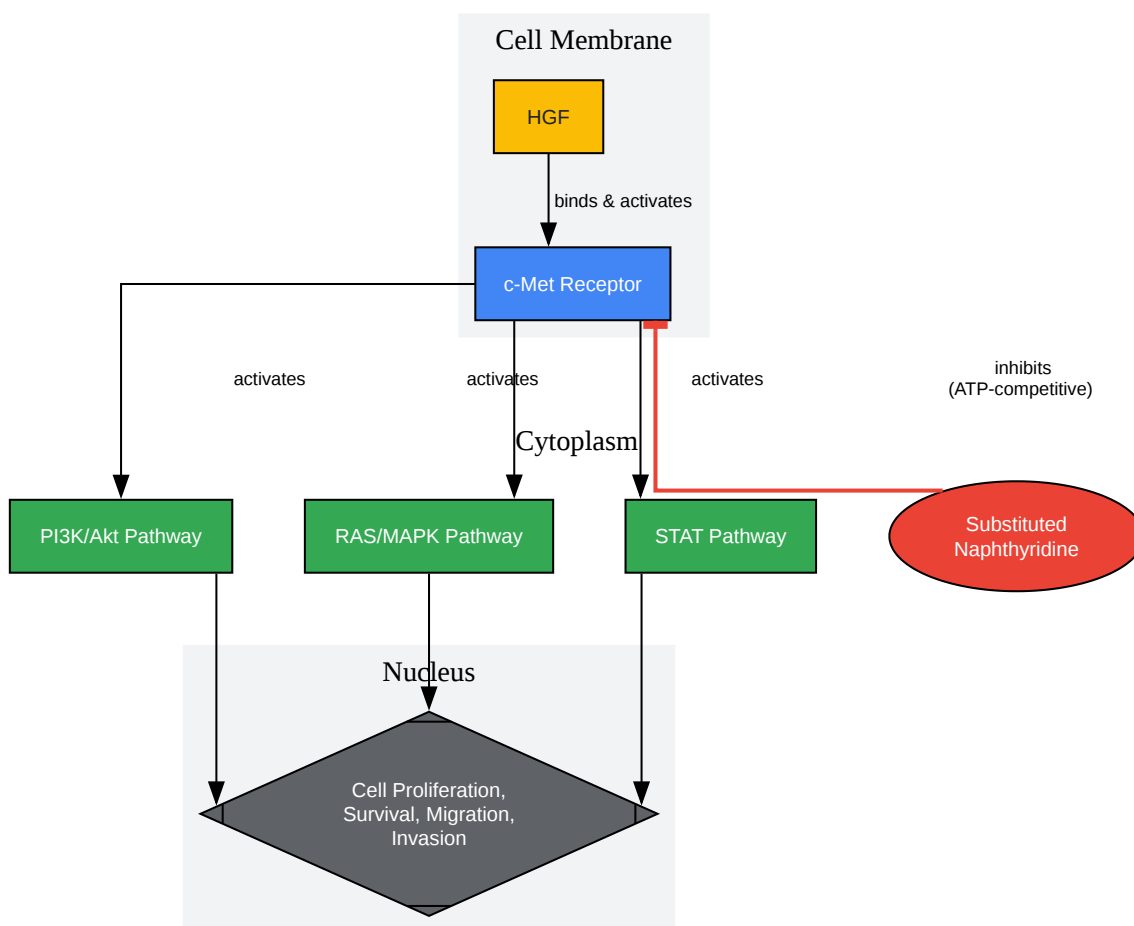 Cell Membrane
HGF
binds & activates
c-Met Receptor
activates
activates
activates
inhibits
(ATP-competitive)
Cytoplasm
PI3K/Akt Pathway
RAS/MAPK Pathway
STAT Pathway
Substituted
Naphthyridine
Nucleus
Cell Proliferation,
Survival, Migration,
Invasion